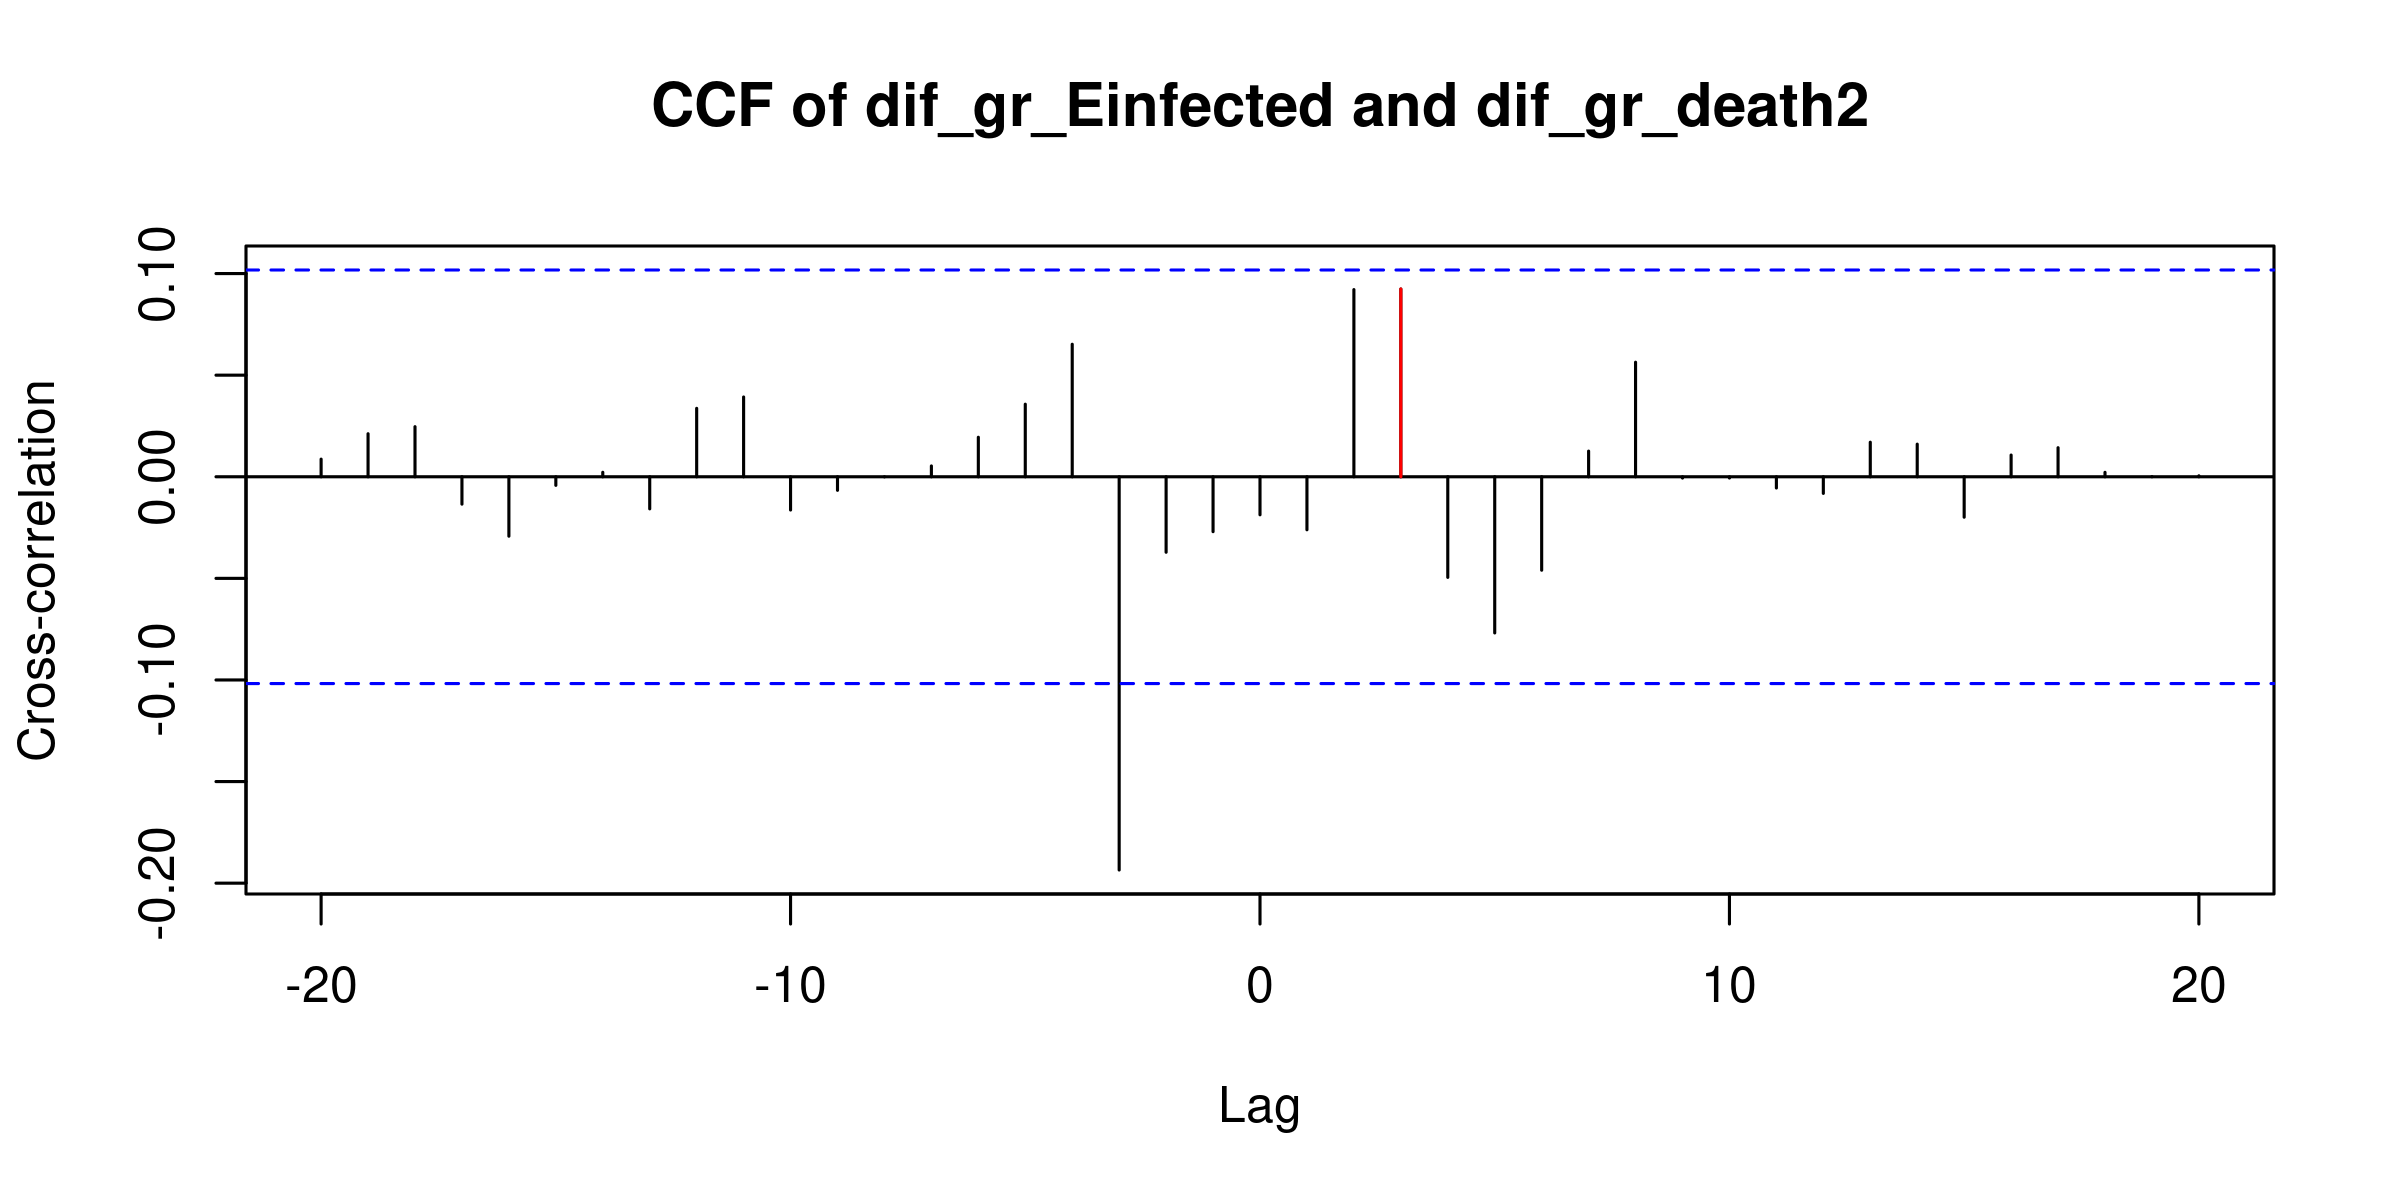 CCF of dif_gr_Einfected and dif_gr_death2
Cross-correlation
0.10
0.00
-0.10
-0.20
-20 -10 0 10 20
Lag